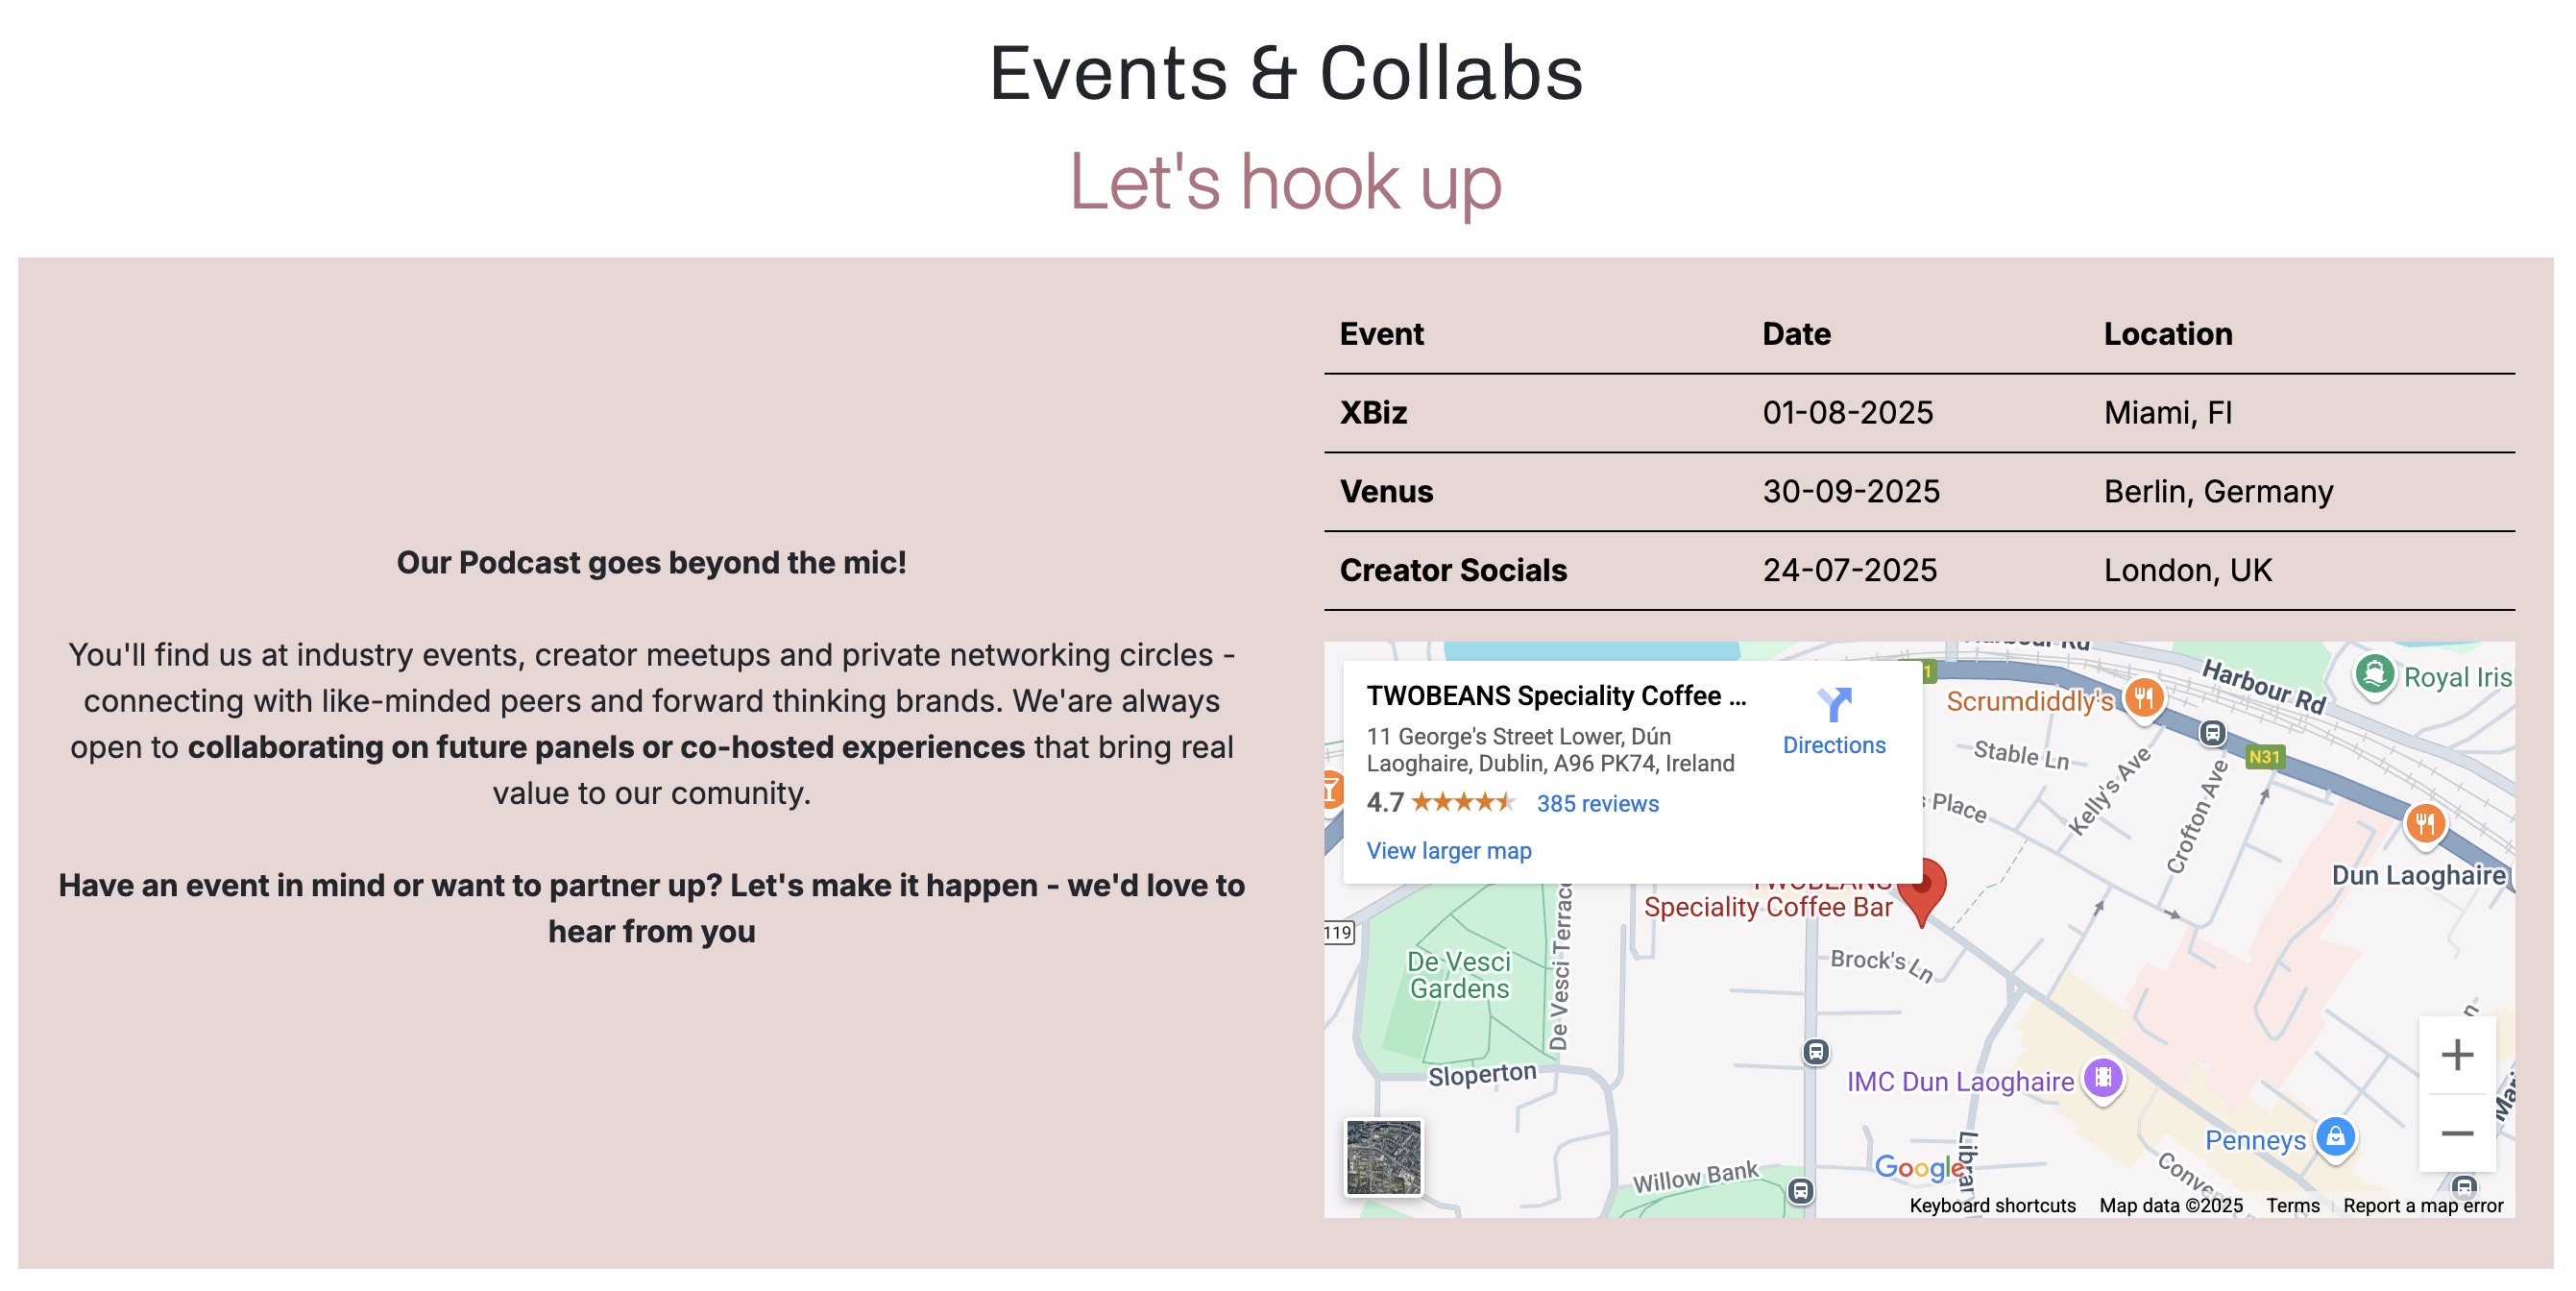 Events & Collabs
Let's hook up
Our Podcast goes beyond the mic!
You'll find us at industry events, creator meetups and private networking circles -
connecting with like-minded peers and forward thinking brands. We'are always
open to collaborating on future panels or co-hosted experiences that bring real
value to our comunity.
Have an event in mind or want to partner up? Let's make it happen - we'd love to
hear from you
Event Date Location
XBiz 01-08-2025 Miami, Fl
Venus 30-09-2025 Berlin, Germany
Creator Socials 24-07-2025 London, UK
TWOBEANS Speciality Coffee ...
11 George's Street Lower, Dún
Laoghaire, Dublin, A96 PK74, Ireland
Directions
4.7 385 reviews
View larger map
Harbour Rd
Harbour Rd
Royal Iris
Scrumdiddly's
Stable Ln
Kelly's Ave
Crofton Ave
N31
Place
Dun Laoghaire
TWOBEANS
Speciality Coffee Bar
119
De Vesci
Gardens
De Vesci Terrace
Brock's Ln
Sloperton
IMC Dun Laoghaire
Penneys
Willow Bank
Google
Keyboard shortcuts Map data ©2025 Terms Report a map error